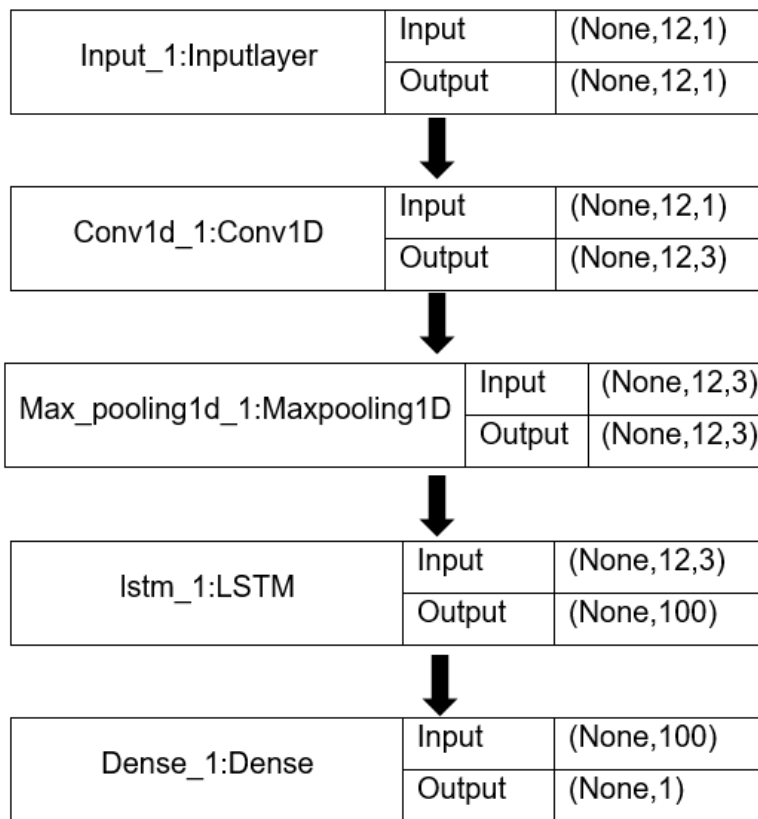 Input_1:Inputlayer
Input (None,12,1)
Output (None,12,1)
Conv1d_1:Conv1D
Input (None,12,1)
Output (None,12,3)
Max_pooling1d_1:Maxpooling1D
Input (None,12,3)
Output (None,12,3)
lstm_1:LSTM
Input (None,12,3)
Output (None,100)
Dense_1:Dense
Input (None,100)
Output (None,1)